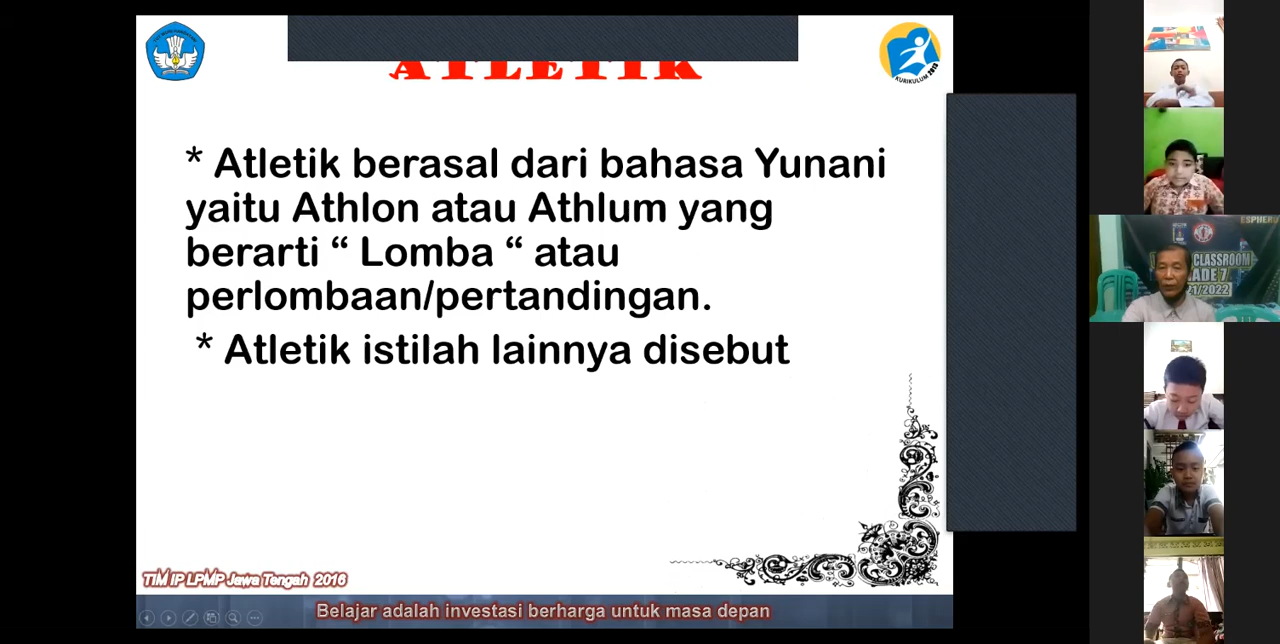 ATLETIK
KURIKULUM 2013
* Atletik berasal dari bahasa Yunani
yaitu Athlon atau Athlum yang
berarti “ Lomba “ atau
perlombaan/pertandingan.
* Atletik istilah lainnya disebut
TIM IP LPMP Jawa Tengah 2016
Belajar adalah investasi berharga untuk masa depan
CLASSROOM
ADE 7
21/2022